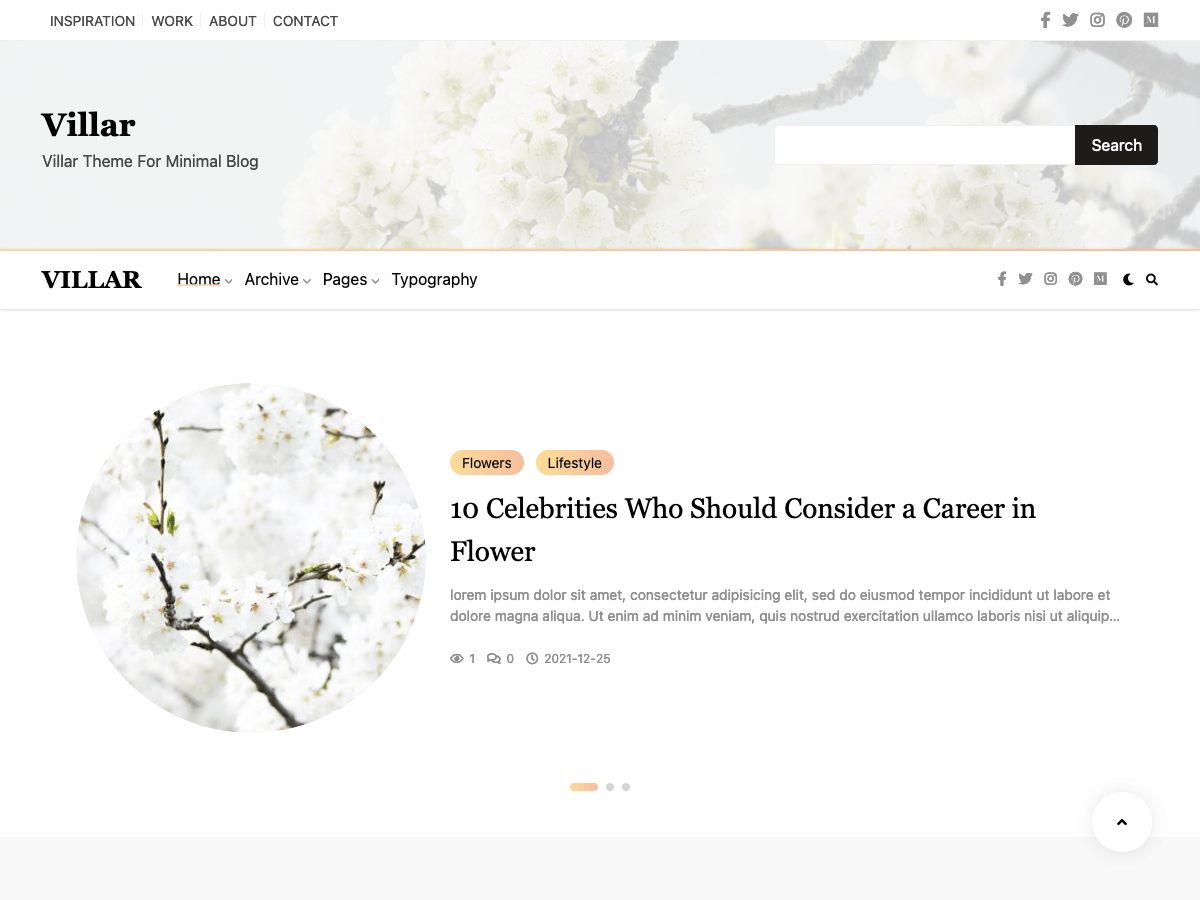 INSPIRATION WORK ABOUT CONTACT
Villar
Villar Theme For Minimal Blog
Search
VILLAR Home Archive Pages Typography
Flowers Lifestyle
10 Celebrities Who Should Consider a Career in
Flower
lorem ipsum dolor sit amet, consectetur adipisicing elit, sed do eiusmod tempor incididunt ut labore et
dolore magna aliqua. Ut enim ad minim veniam, quis nostrud exercitation ullamco laboris nisi ut aliquip...
1 0 2021-12-25